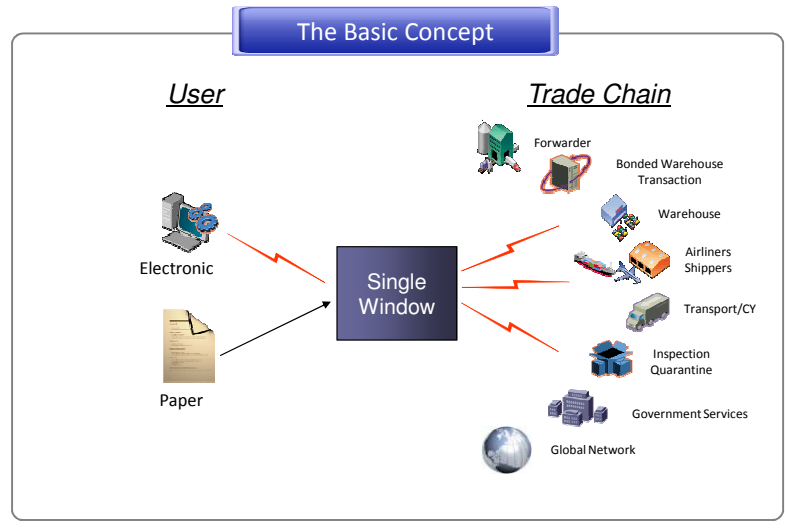 The Basic Concept
User
Trade Chain
Forwarder
Bonded Warehouse
Transaction
Warehouse
Electronic
Airliners
Shippers
Single
Window
Transport/CY
Inspection
Quarantine
Paper
Government Services
Global Network